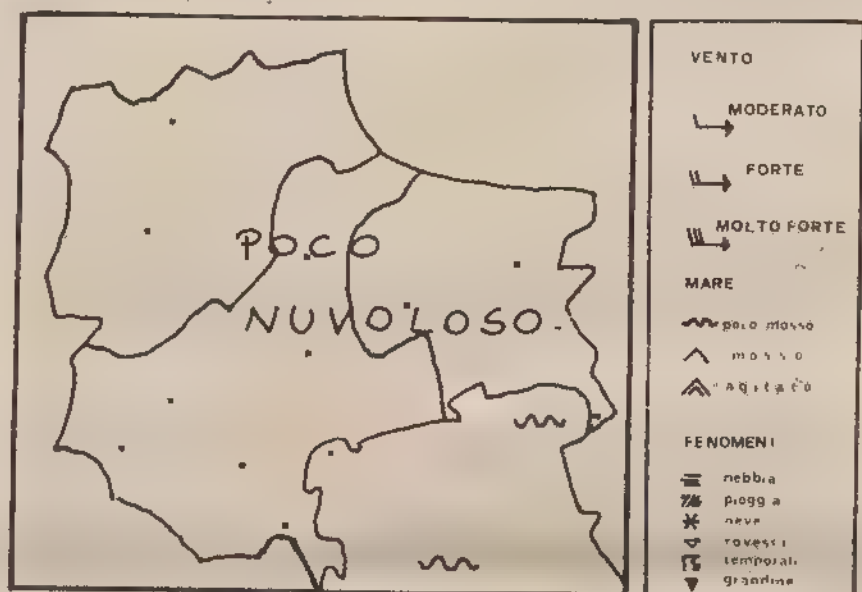 POCO
NUVOLOSO.
VENTO
MODERATO
FORTE
MOLTO FORTE
MARE
poco mosso
mosso
agitato
FENOMENI
nebbia
pioggia
neve
rovesci
temporali
grandine